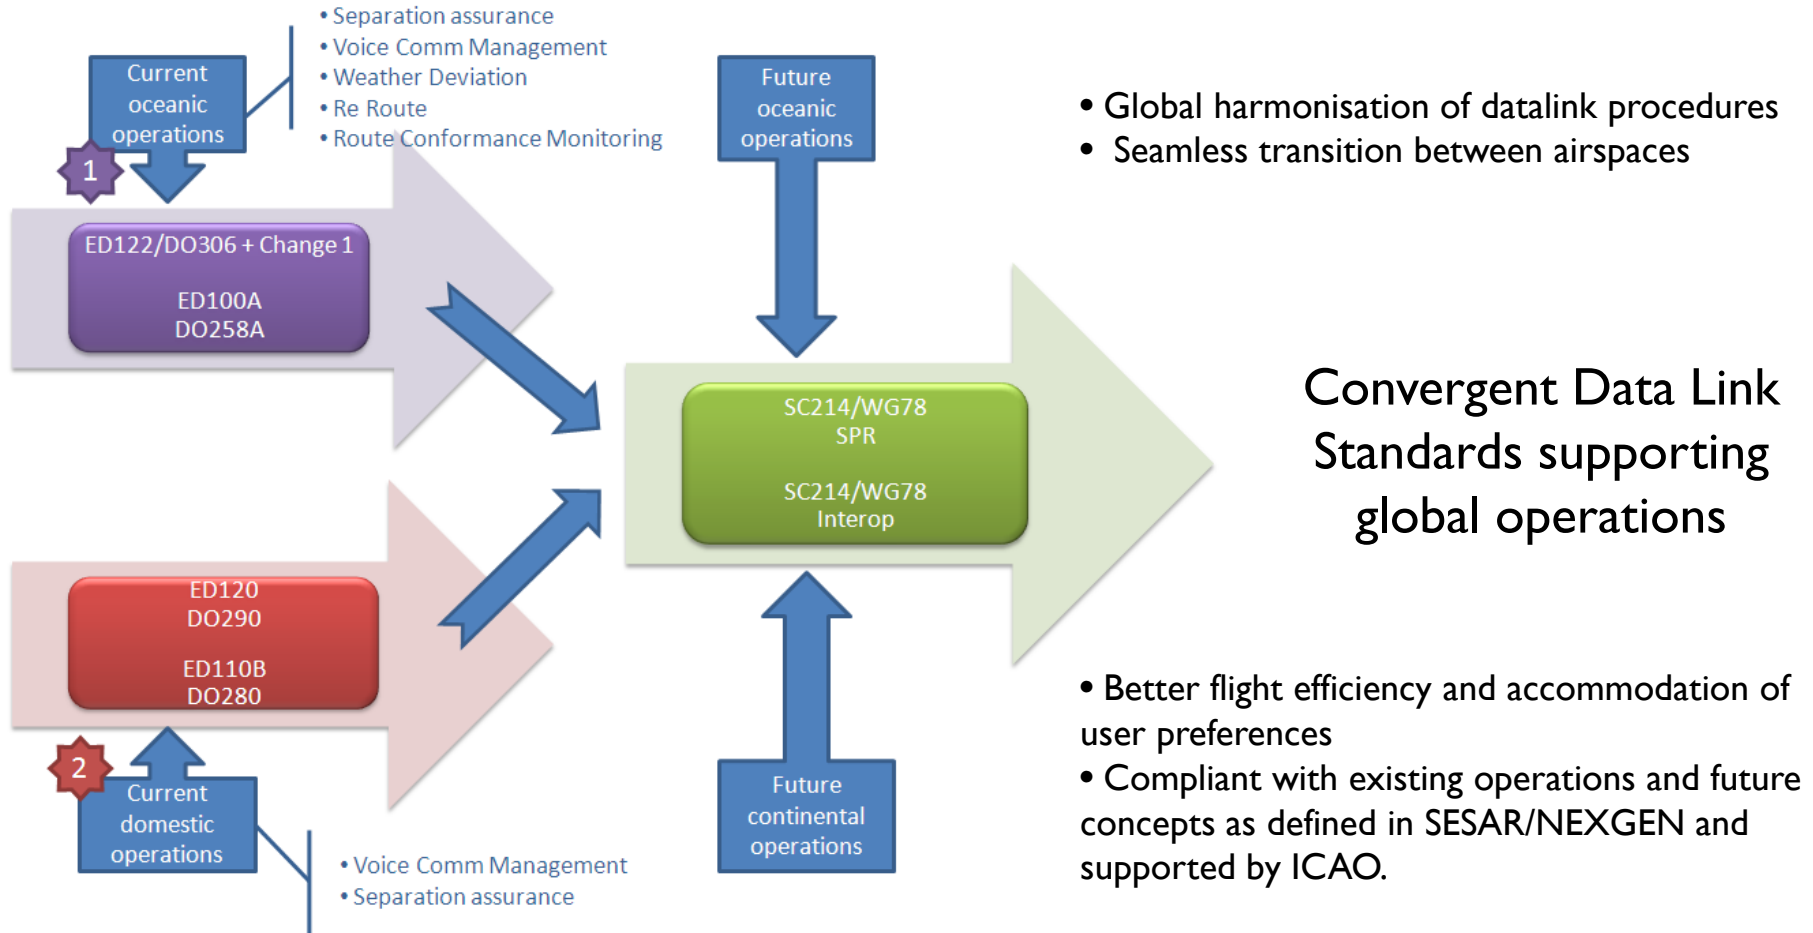 • Separation assurance
• Voice Comm Management
• Weather Deviation
• Re Route
• Route Conformance Monitoring
Current
oceanic
operations
1
ED122/DO306 + Change 1
ED100A
DO258A
Future
oceanic
operations
• Global harmonisation of datalink procedures
• Seamless transition between airspaces
SC214/WG78
SPR
SC214/WG78
Interop
Convergent Data Link
Standards supporting
global operations
ED120
DO290
ED110B
DO280
2
Current
domestic
operations
• Voice Comm Management
• Separation assurance
Future
continental
operations
• Better flight efficiency and accommodation of
user preferences
• Compliant with existing operations and future
concepts as defined in SESAR/NEXGEN and
supported by ICAO.